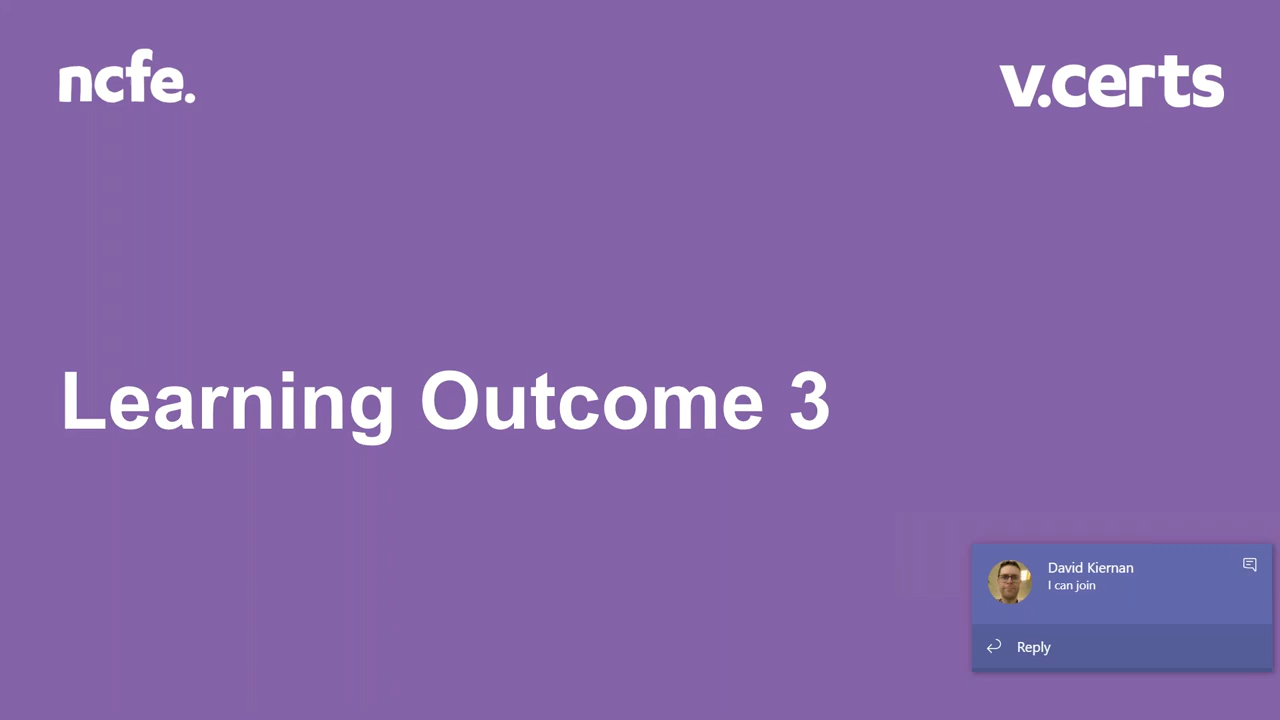 ncfe.
v.certs
Learning Outcome 3
David Kiernan
I can join
Reply